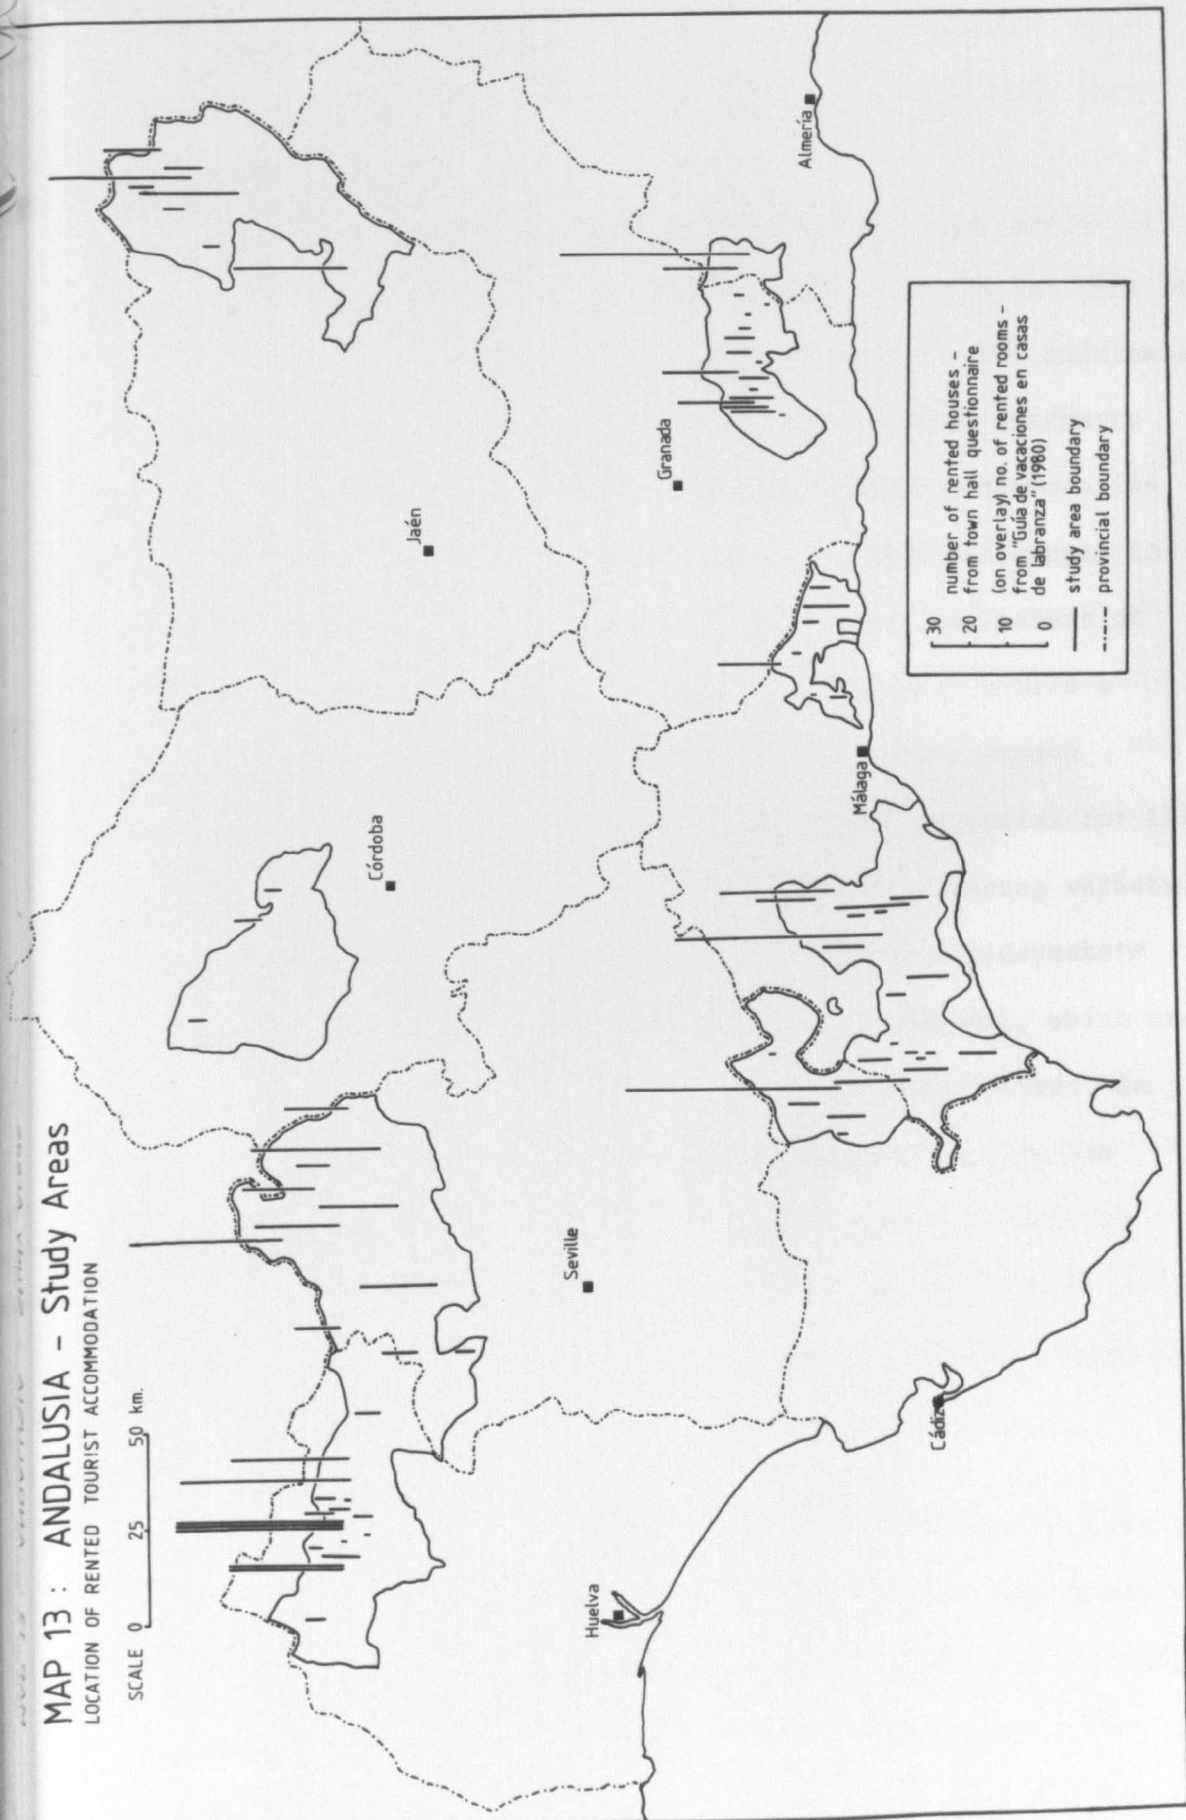 MAP 13 : ANDALUSIA – Study Areas
LOCATION OF RENTED TOURIST ACCOMMODATION
SCALE 0 25 50 km.
Jaén
Córdoba
Granada
Almería
Málaga
Seville
Huelva
Cádiz
30
20
10
0
number of rented houses –
from town hall questionnaire
(on overlay) no. of rented rooms –
from "Guía de vacaciones en casas
de labranza" (1980)
study area boundary
provincial boundary